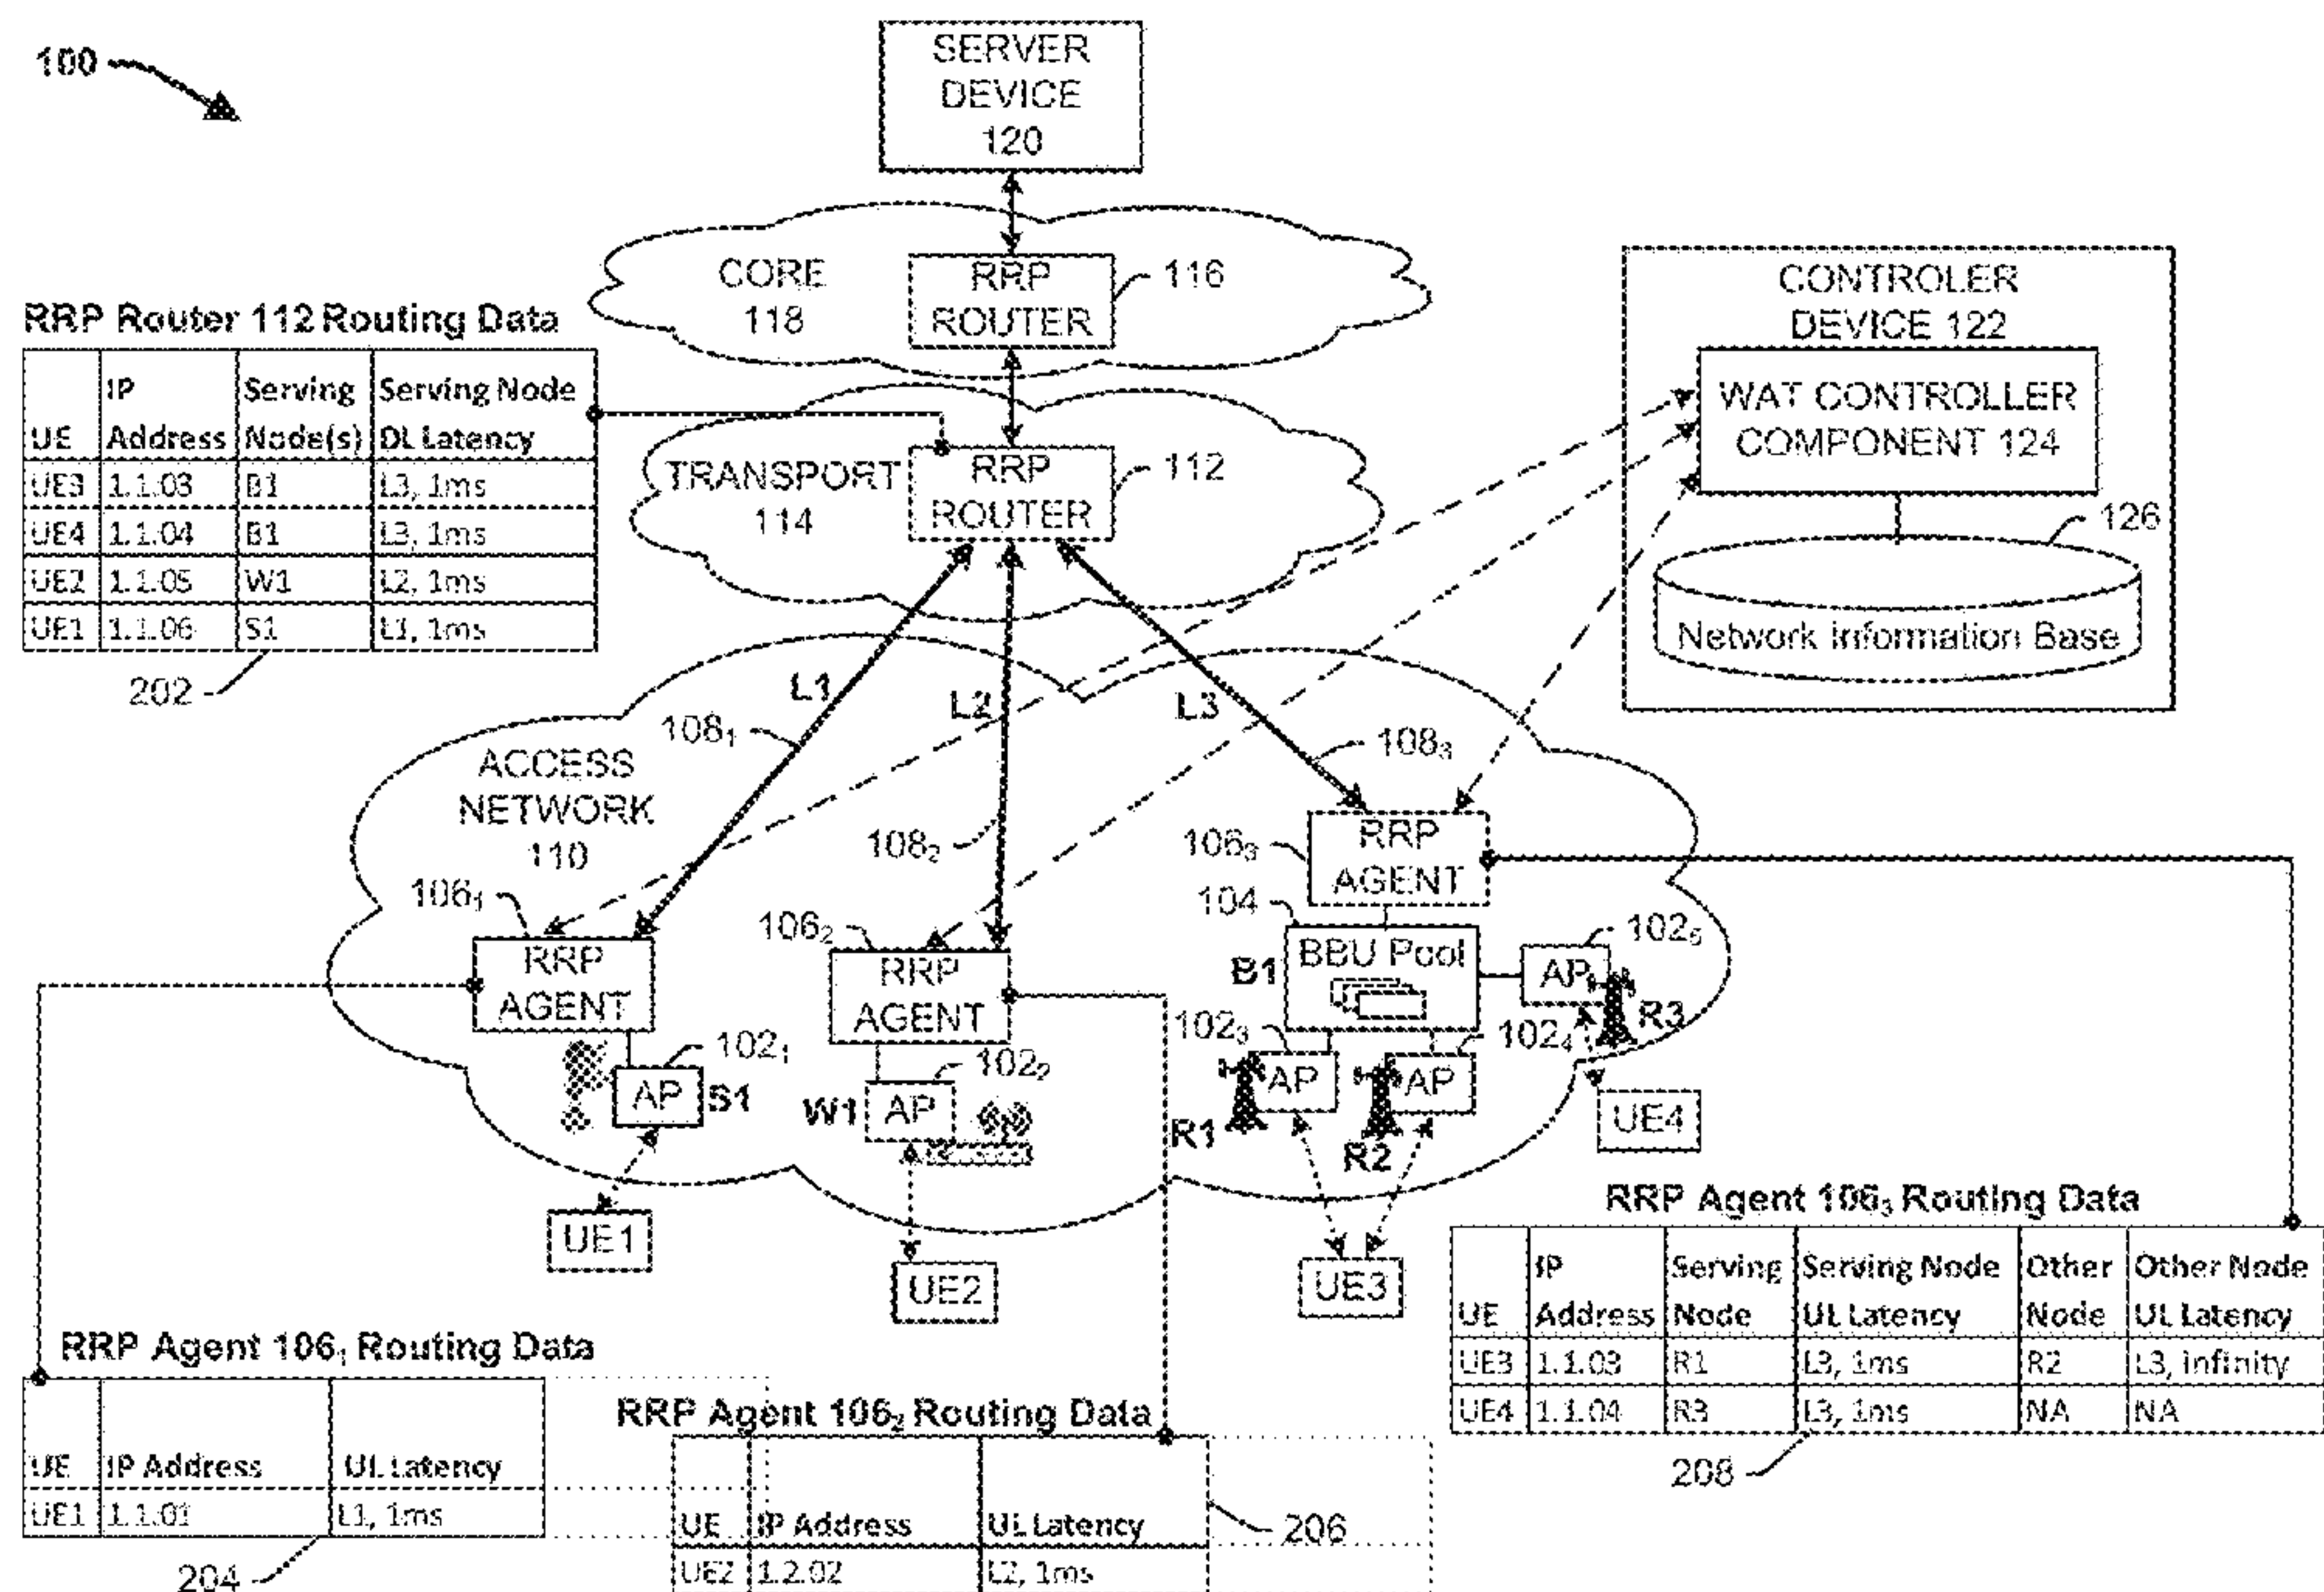 100
SERVER
DEVICE
120
CORE
118
RRP
ROUTER
116
CONTROLER
DEVICE 122
WAT CONTROLLER
COMPONENT 124
126
Network Information Base
RRP Router 112 Routing Data
UE IP Address Serving Node(s) Serving Node DL Latency
UE3 1.1.03 B1 L3, 1ms
UE4 1.1.04 B1 L3, 1ms
UE2 1.1.05 W1 L2, 1ms
UE1 1.1.06 S1 L1, 1ms
202
TRANSPORT
114
RRP
ROUTER
112
L1
L2
L3
108₁
108₂
108₃
ACCESS
NETWORK
110
106₁
RRP
AGENT
102₁
AP
S1
UE1
106₂
RRP
AGENT
102₂
W1
AP
UE2
106₃
RRP
AGENT
104
B1
BBU Pool
102₅
AP
R3
102₃
AP
R1
102₄
AP
R2
UE3
UE4
RRP Agent 106₁ Routing Data
UE IP Address UL Latency
UE1 1.1.01 L1, 1ms
204
RRP Agent 106₂ Routing Data
UE IP Address UL Latency
UE2 1.2.02 L2, 1ms
206
RRP Agent 106₃ Routing Data
UE IP Address Serving Node Serving Node UL Latency Other Node Other Node UL Latency
UE3 1.1.03 R1 L3, 1ms R2 L3, infinity
UE4 1.1.04 R3 L3, 1ms NA NA
208